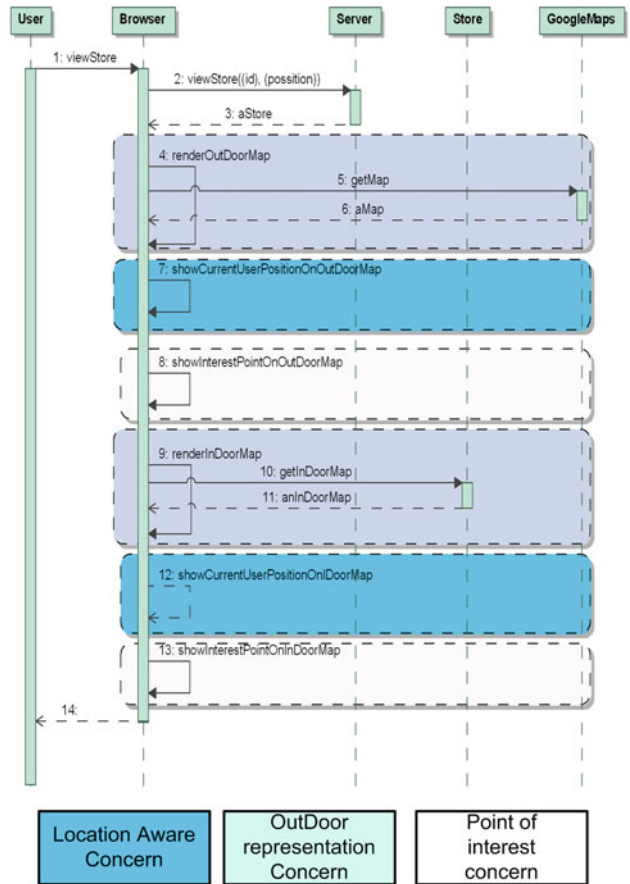 User Browser Server Store GoogleMaps
1: viewStore
2: viewStore((id), (possition))
3: aStore
4: renderOutDoorMap
5: getMap
6: aMap
7: showCurrentUserPositionOnOutDoorMap
8: showInterestPointOnOutDoorMap
9: renderInDoorMap
10: getInDoorMap
11: anInDoorMap
12: showCurrentUserPositionOnIDoorMap
13: showInterestPointOnInDoorMap
14:
Location Aware
Concern
OutDoor
representation
Concern
Point of
interest
concern